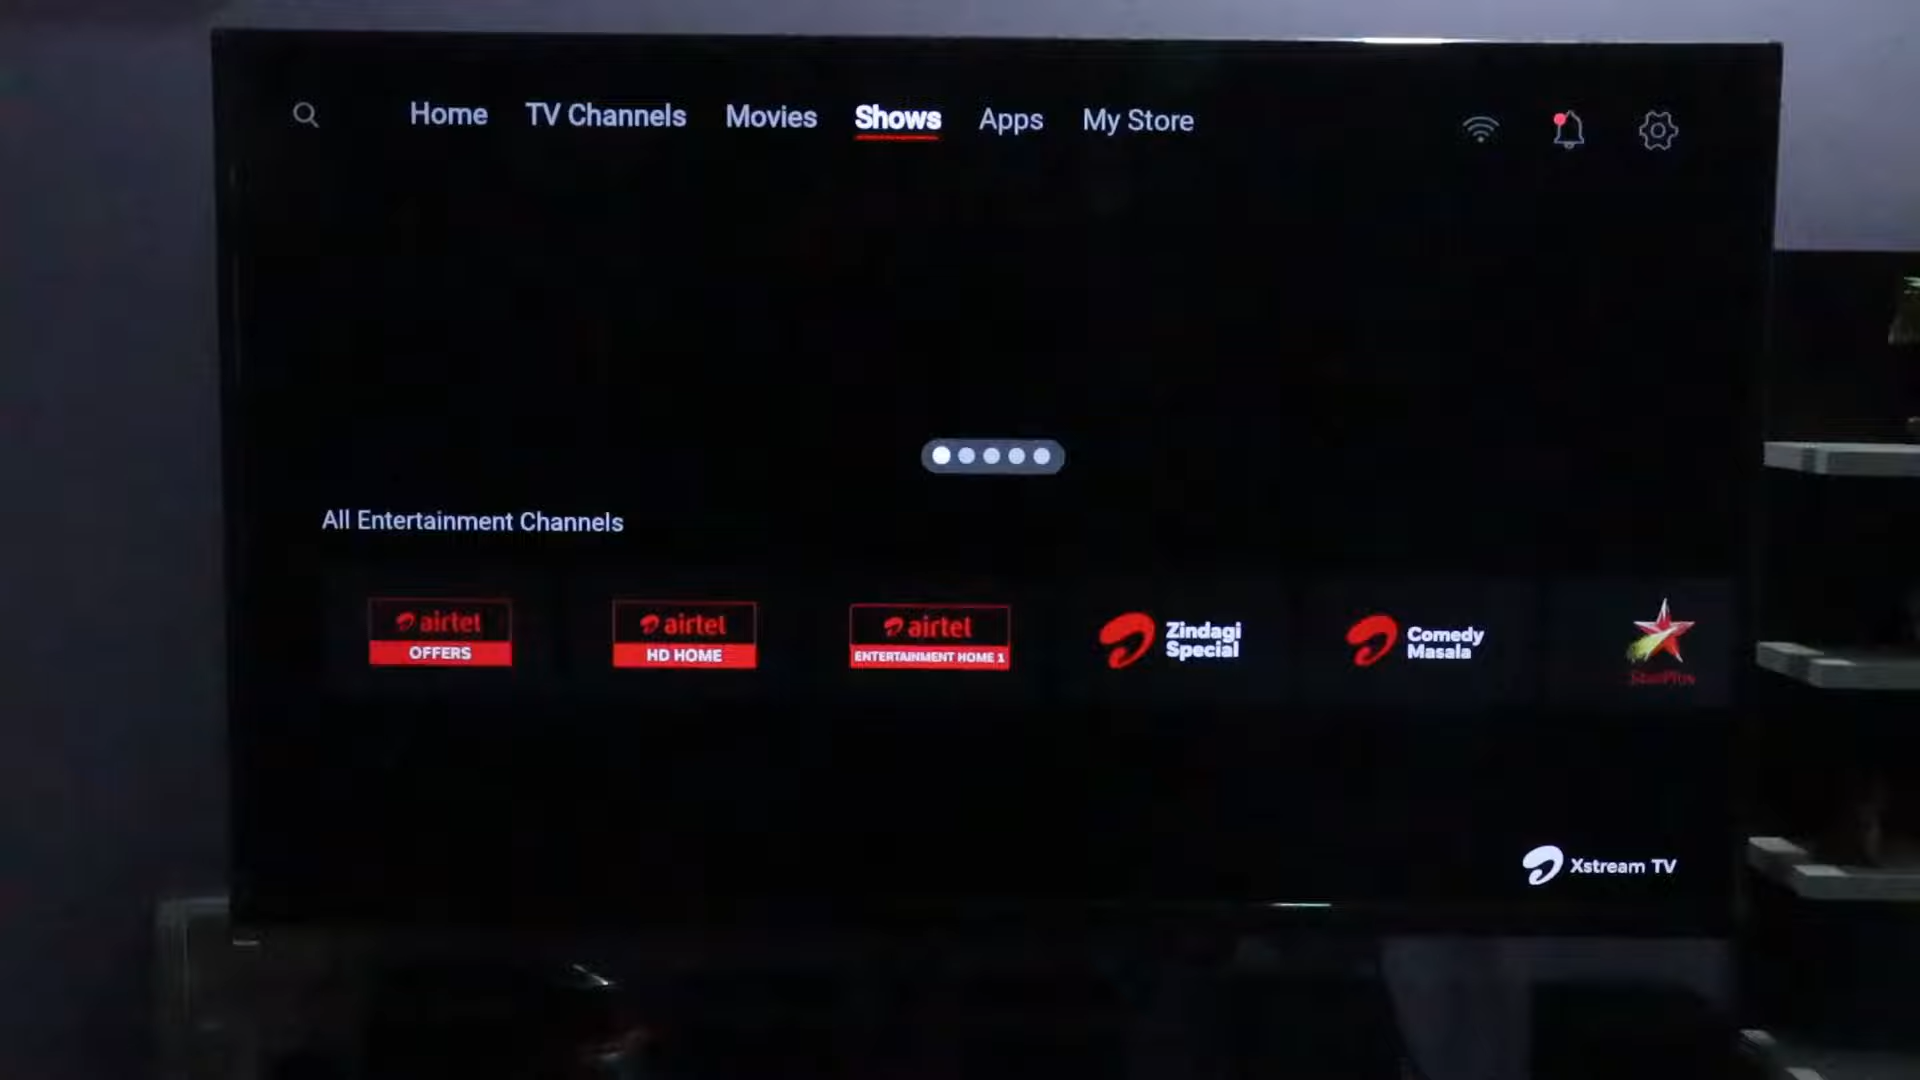 Home TV Channels Movies Shows Apps My Store
All Entertainment Channels
airtel
OFFERS
airtel
HD HOME
airtel
ENTERTAINMENT HOME 1
Zindagi
Special
Comedy
Masala
StarPlus
Xstream TV